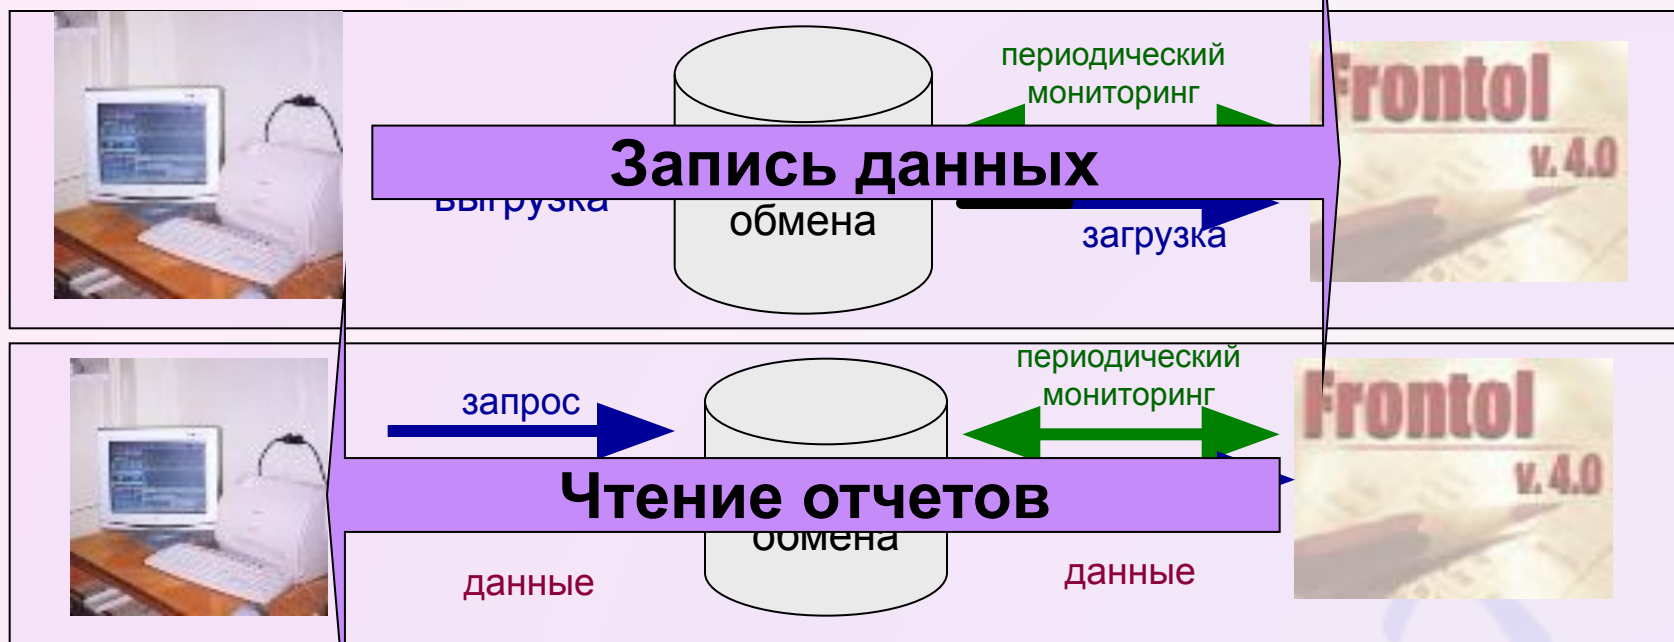 периодический
мониторинг
Frontol
v. 4.0
Запись данных
выгрузка
обмена
загрузка
периодический
мониторинг
запрос
Frontol
v. 4.0
Чтение отчетов
обмена
данные
данные